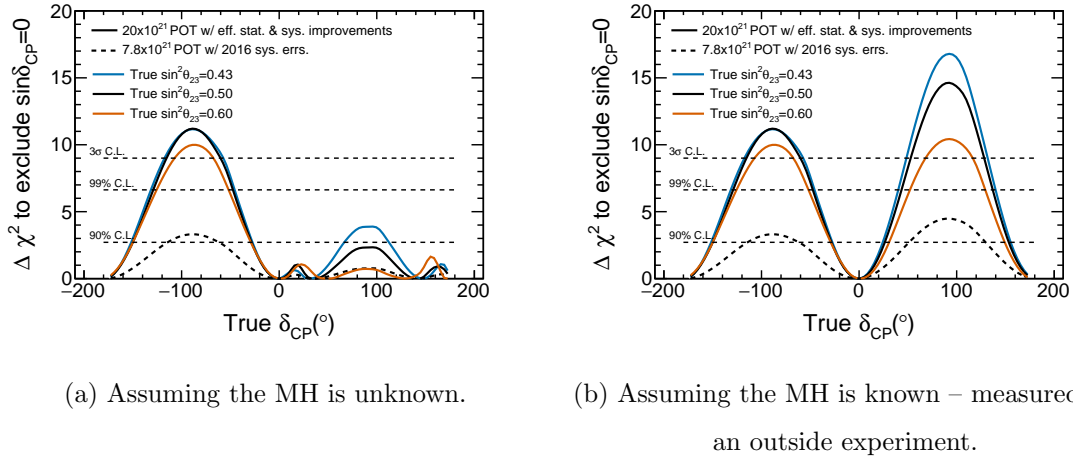 Δ χ² to exclude sinδCP=0
20
15
10
5
0
20x10²¹ POT w/ eff. stat. & sys. improvements
7.8x10²¹ POT w/ 2016 sys. errs.
True sin²θ₂₃=0.43
True sin²θ₂₃=0.50
True sin²θ₂₃=0.60
3σ C.L.
99% C.L.
90% C.L.
−200 −100 0 100 200
True δCP(°)
(a) Assuming the MH is unknown.
Δ χ² to exclude sinδCP=0
20
15
10
5
0
20x10²¹ POT w/ eff. stat. & sys. improvements
7.8x10²¹ POT w/ 2016 sys. errs.
True sin²θ₂₃=0.43
True sin²θ₂₃=0.50
True sin²θ₂₃=0.60
3σ C.L.
99% C.L.
90% C.L.
−200 −100 0 100 200
True δCP(°)
(b) Assuming the MH is known – measured
an outside experiment.